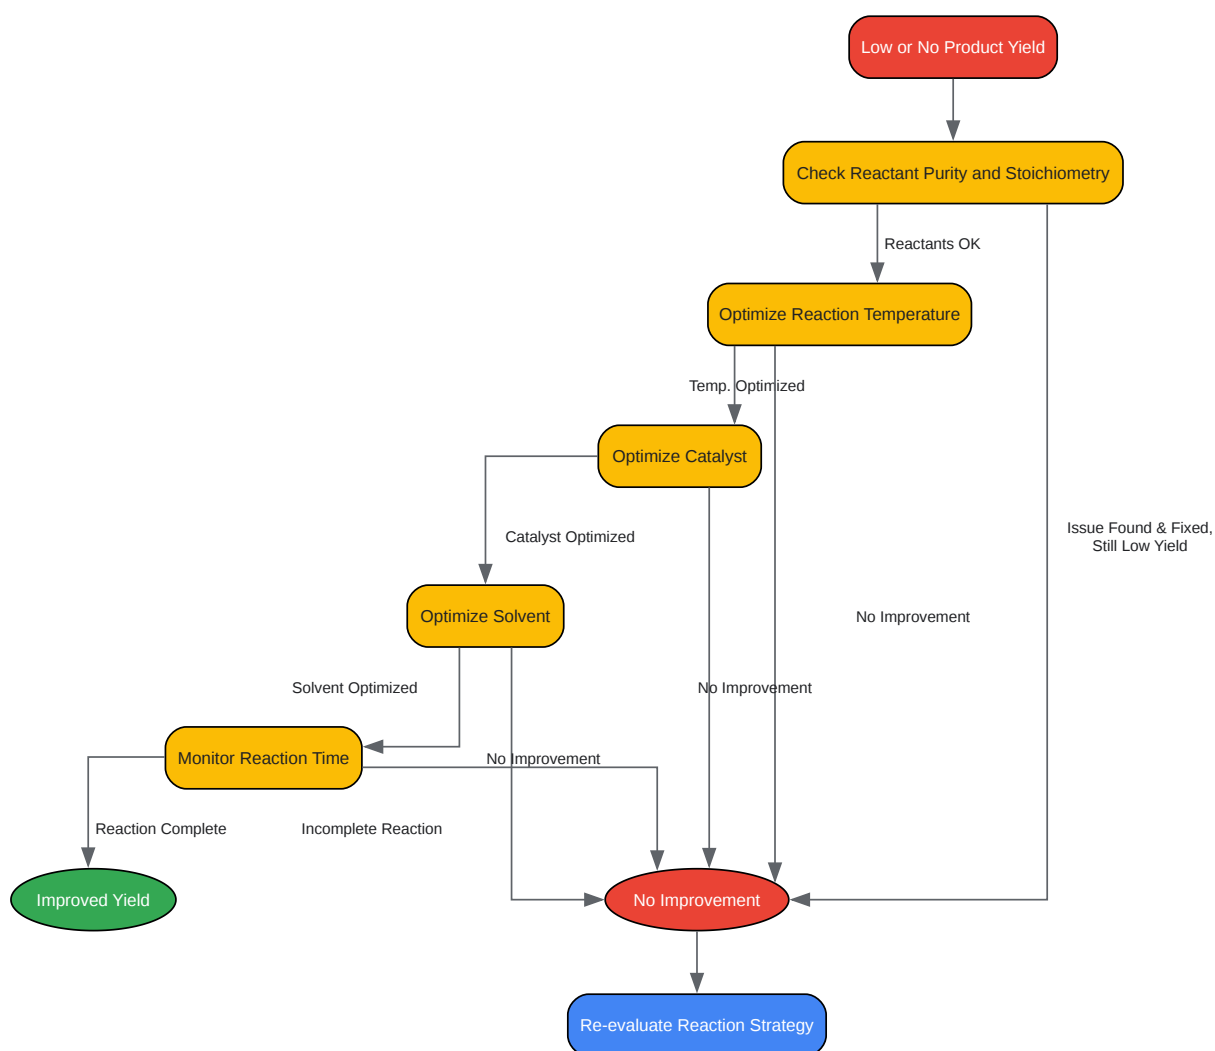 Low or No Product Yield
Check Reactant Purity and Stoichiometry
Reactants OK
Optimize Reaction Temperature
Temp. Optimized
Optimize Catalyst
Issue Found & Fixed,
Still Low Yield
Catalyst Optimized
Optimize Solvent
No Improvement
Solvent Optimized
No Improvement
Monitor Reaction Time
No Improvement
Reaction Complete
Incomplete Reaction
Improved Yield
No Improvement
Re-evaluate Reaction Strategy